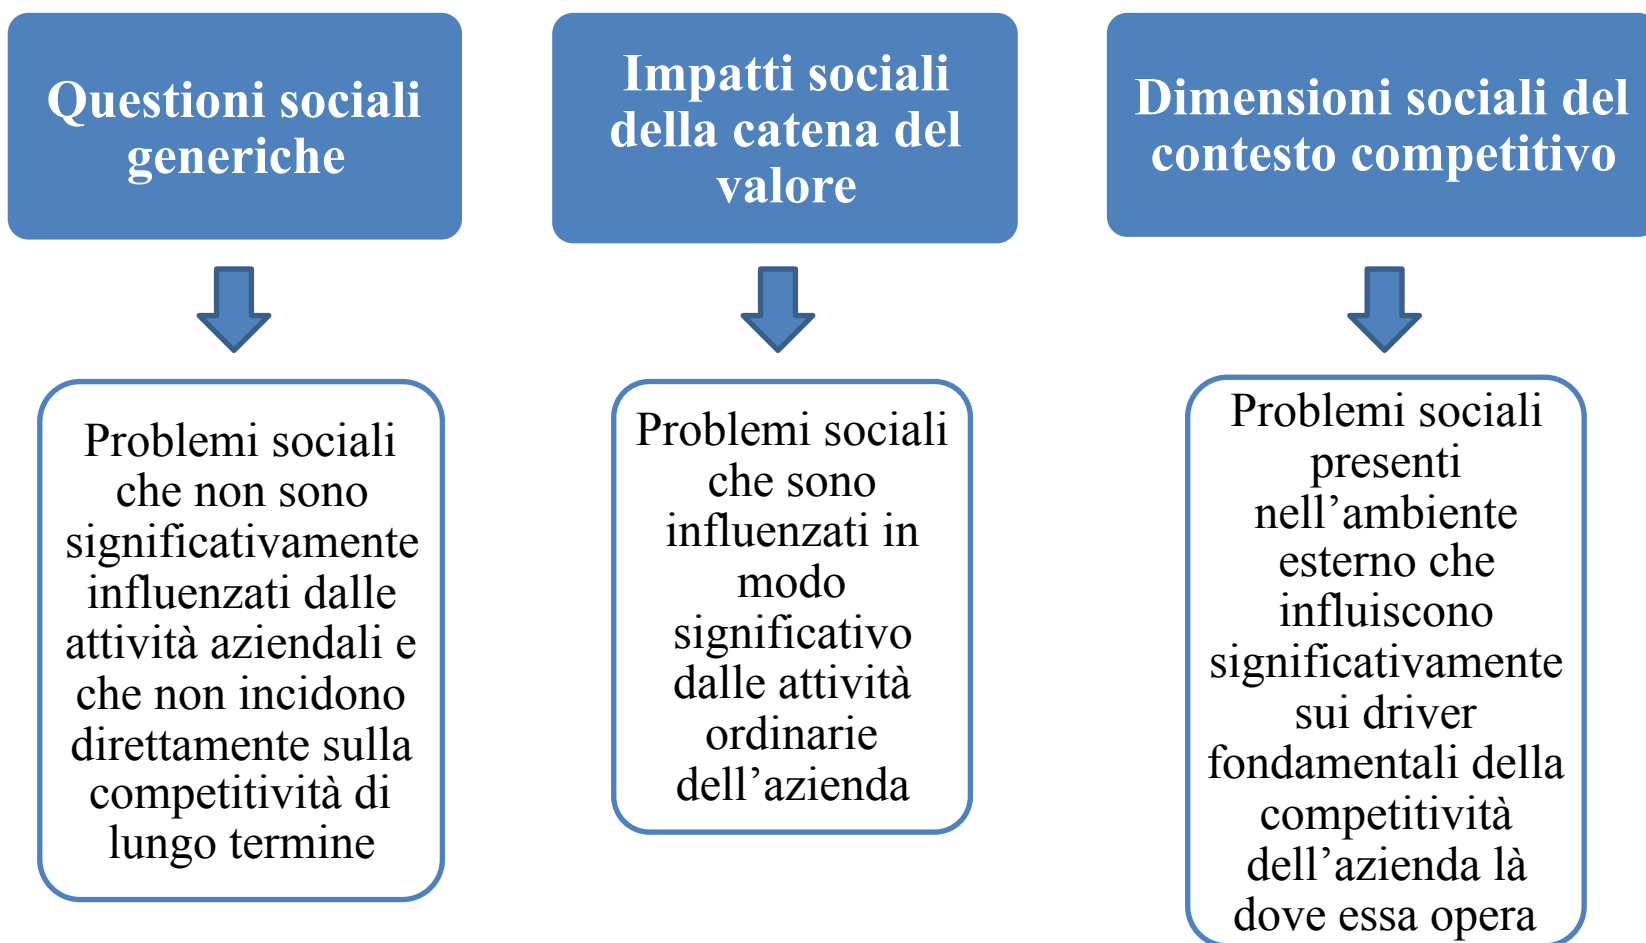 Questioni sociali
generiche
Impatti sociali
della catena del
valore
Dimensioni sociali del
contesto competitivo
Problemi sociali
che non sono
significativamente
influenzati dalle
attività aziendali e
che non incidono
direttamente sulla
competitività di
lungo termine
Problemi sociali
che sono
influenzati in
modo
significativo
dalle attività
ordinarie
dell’azienda
Problemi sociali
presenti
nell’ambiente
esterno che
influiscono
significativamente
sui driver
fondamentali della
competitività
dell’azienda là
dove essa opera